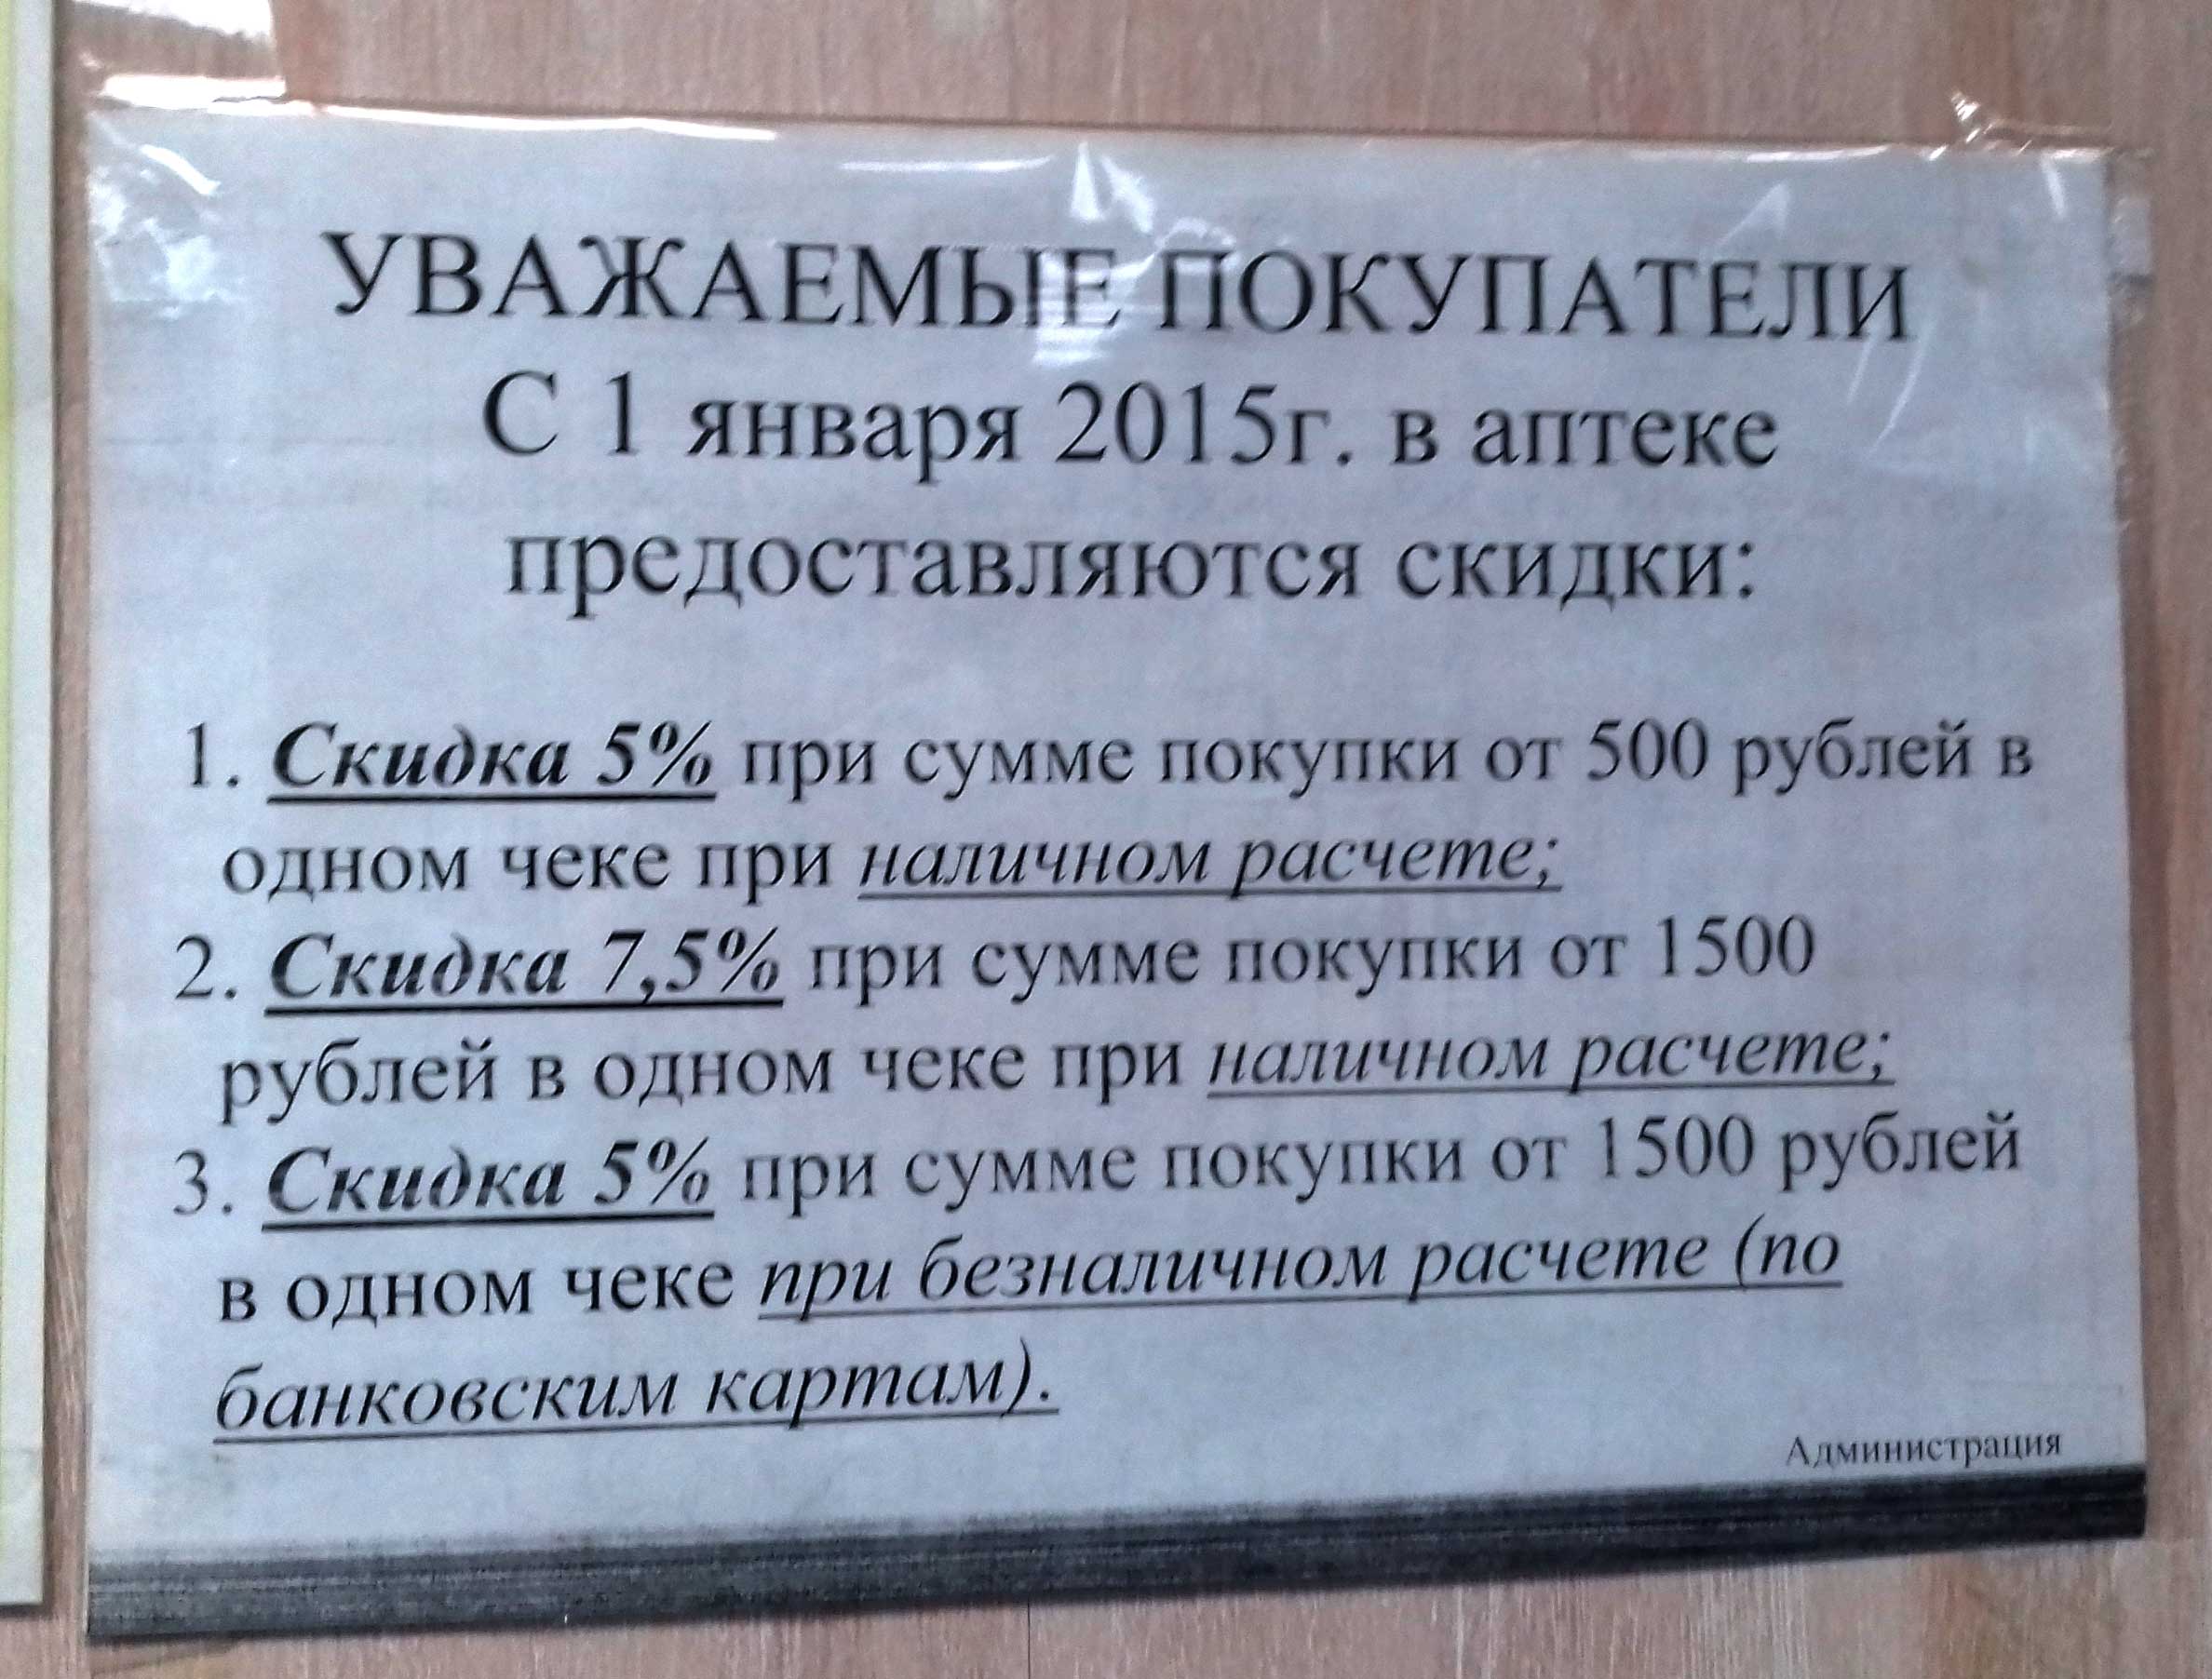 УВАЖАЕМЫЕ ПОКУПАТЕЛИ
С 1 января 2015г. в аптеке
предоставляются скидки:
1. Скидка 5% при сумме покупки от 500 рублей в
одном чеке при наличном расчете;
2. Скидка 7,5% при сумме покупки от 1500
рублей в одном чеке при наличном расчете;
3. Скидка 5% при сумме покупки от 1500 рублей
в одном чеке при безналичном расчете (по
банковским картам).
Администрация